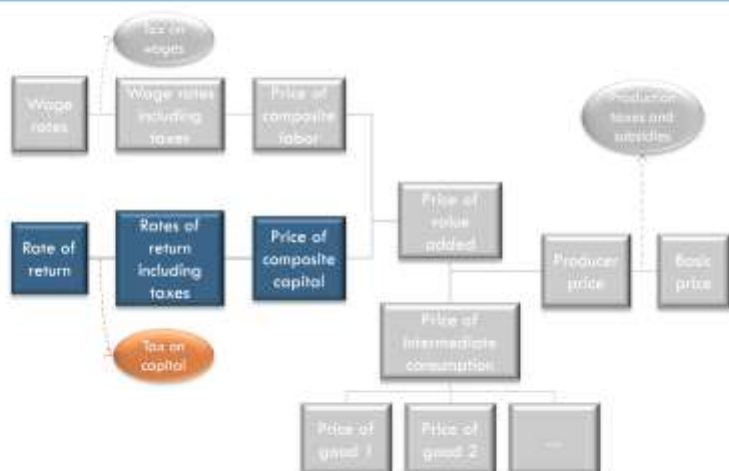 Tax on
wages
Wage
rates
Wage rates
including
taxes
Price of
composite
labor
Production
taxes and
subsidies
Price of
value
added
Rate of
return
Rates of
return
including
taxes
Price of
composite
capital
Producer
price
Basic
price
Tax on
capital
Price of
intermediate
consumption
Price of
good 1
Price of
good 2
...